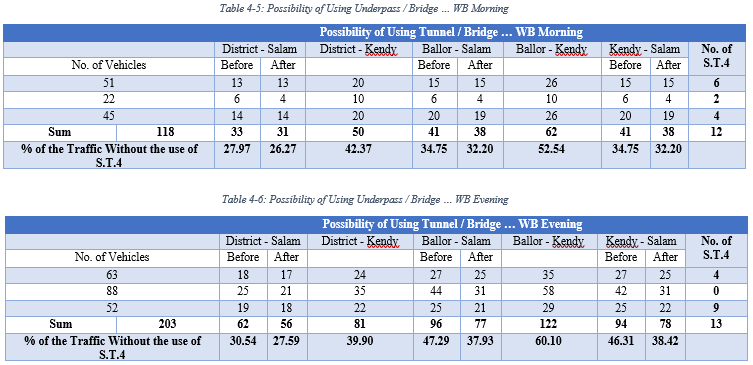 Table 4-5: Possibility of Using Underpass / Bridge … WB Morning
Possibility of Using Tunnel / Bridge … WB Morning
District - Salam District - Kendy Ballor - Salam Ballor - Kendy Kendy - Salam No. of S.T.4
No. of Vehicles Before After Before After Before After
51 13 13 20 15 15 26 15 15 6
22 6 4 10 6 4 10 6 4 2
45 14 14 20 20 19 26 20 19 4
Sum 118 33 31 50 41 38 62 41 38 12
% of the Traffic Without the use of S.T.4 27.97 26.27 42.37 34.75 32.20 52.54 34.75 32.20
Table 4-6: Possibility of Using Underpass / Bridge … WB Evening
Possibility of Using Tunnel / Bridge … WB Evening
District - Salam District - Kendy Ballor - Salam Ballor - Kendy Kendy - Salam No. of S.T.4
No. of Vehicles Before After Before After Before After
63 18 17 24 27 25 35 27 25 4
88 25 21 35 44 31 58 42 31 0
52 19 18 22 25 21 29 25 22 9
Sum 203 62 56 81 96 77 122 94 78 13
% of the Traffic Without the use of S.T.4 30.54 27.59 39.90 47.29 37.93 60.10 46.31 38.42